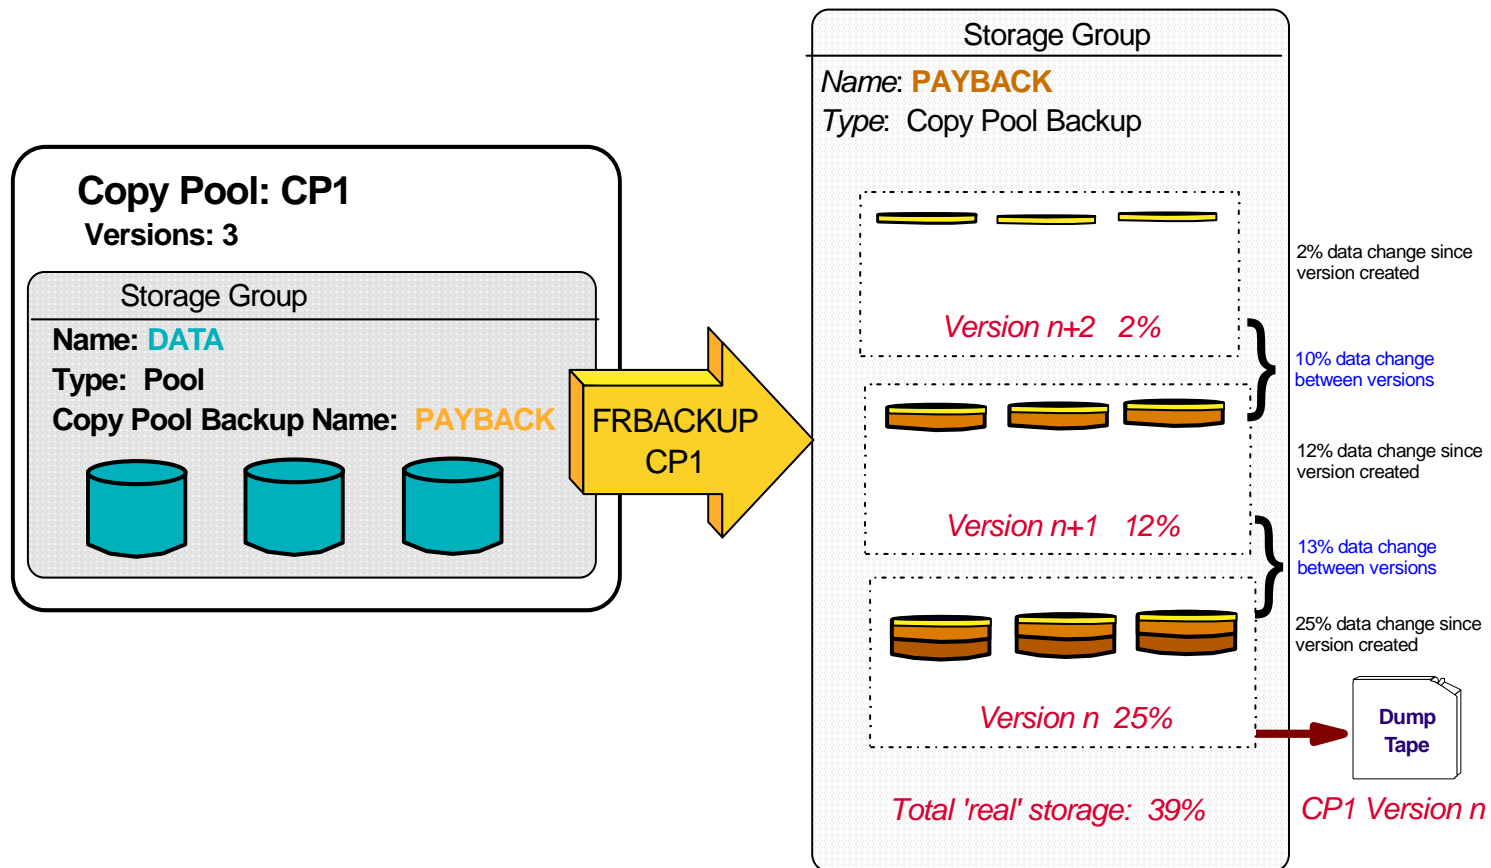 Copy Pool: CP1
Versions: 3
Storage Group
Name: DATA
Type: Pool
Copy Pool Backup Name: PAYBACK
FRBACKUP
CP1
Storage Group
Name: PAYBACK
Type: Copy Pool Backup
2% data change since
version created
Version n+2 2%
10% data change
between versions
12% data change since
version created
Version n+1 12%
13% data change
between versions
25% data change since
version created
Version n 25%
Dump
Tape
Total 'real' storage: 39%
CP1 Version n